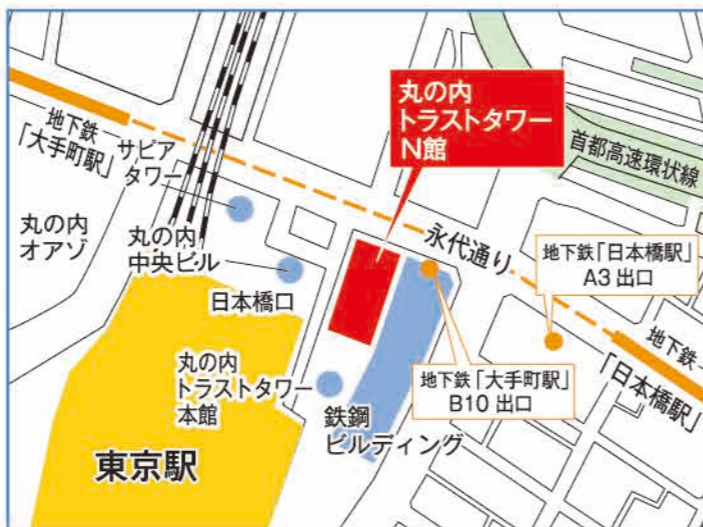 丸の内
トラストタワー
N館
地下鉄
「大手町駅」
サピア
タワー
首都高速環状線
丸の内
オアゾ
丸の内
中央ビル
永代通り
地下鉄「日本橋駅」
A3 出口
日本橋口
地下鉄
「日本橋駅」
丸の内
トラストタワー
本館
地下鉄「大手町駅」
B10 出口
鉄鋼
ビルディング
東京駅